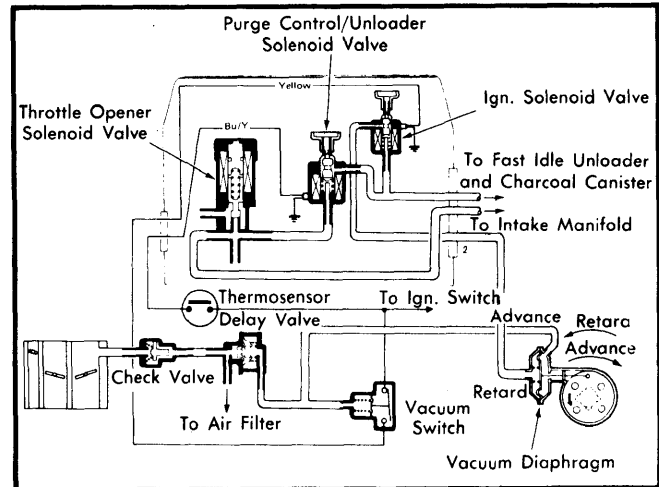 Purge Control/Unloader
Solenoid Valve
Yellow
Ign. Solenoid Valve
Throttle Opener
Solenoid Valve
Bu/Y
To Fast Idle Unloader
and Charcoal Canister
To Intake Manifold
2
Thermosensor
Delay Valve
To Ign. Switch
Advance
Retara
Advance
Check Valve
Retard
To Air Filter
Vacuum
Switch
Vacuum Diaphragm